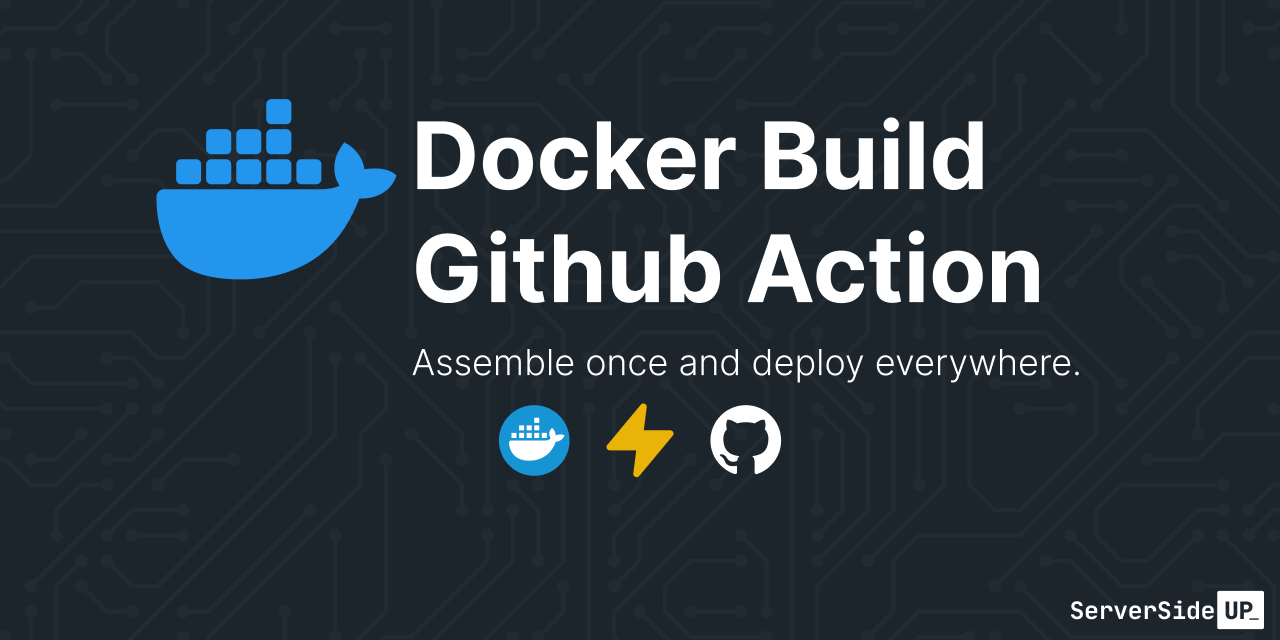 Docker Build
Github Action
Assemble once and deploy everywhere.
ServerSide UP_